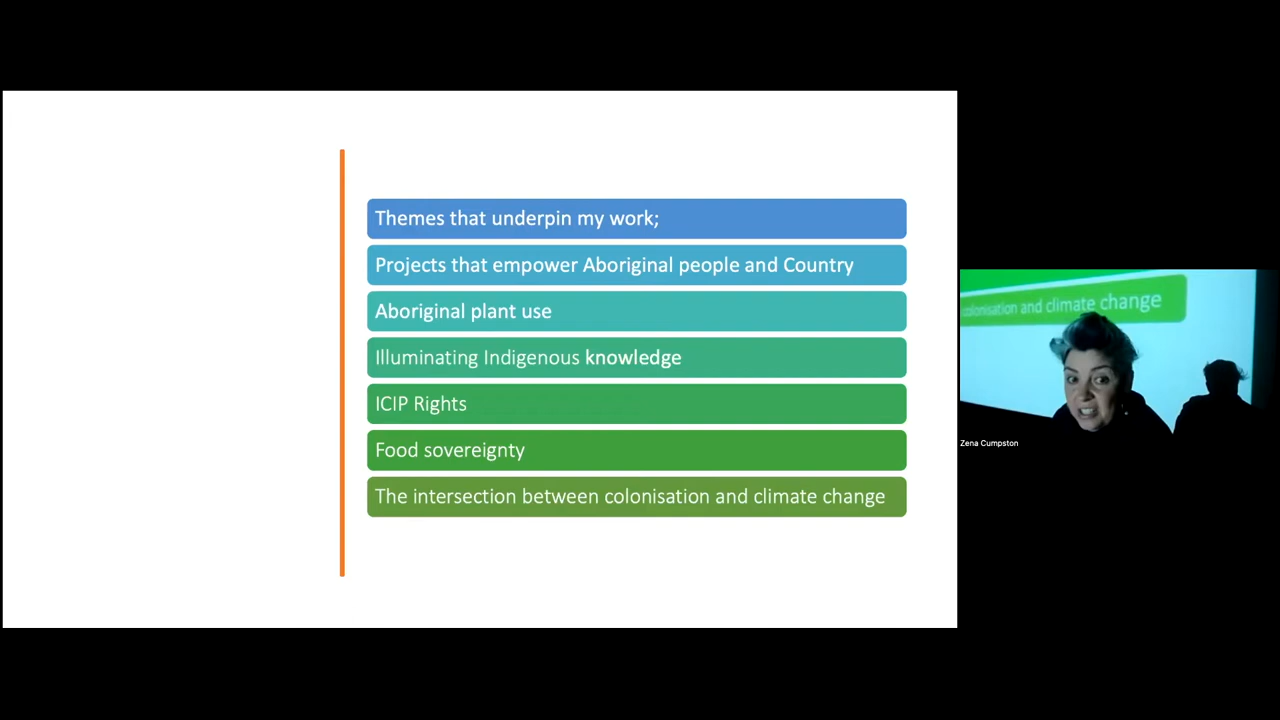 Themes that underpin my work;
Projects that empower Aboriginal people and Country
Aboriginal plant use
Illuminating Indigenous knowledge
ICIP Rights
Food sovereignty
The intersection between colonisation and climate change
colonisation and climate change
Zena Cumpston